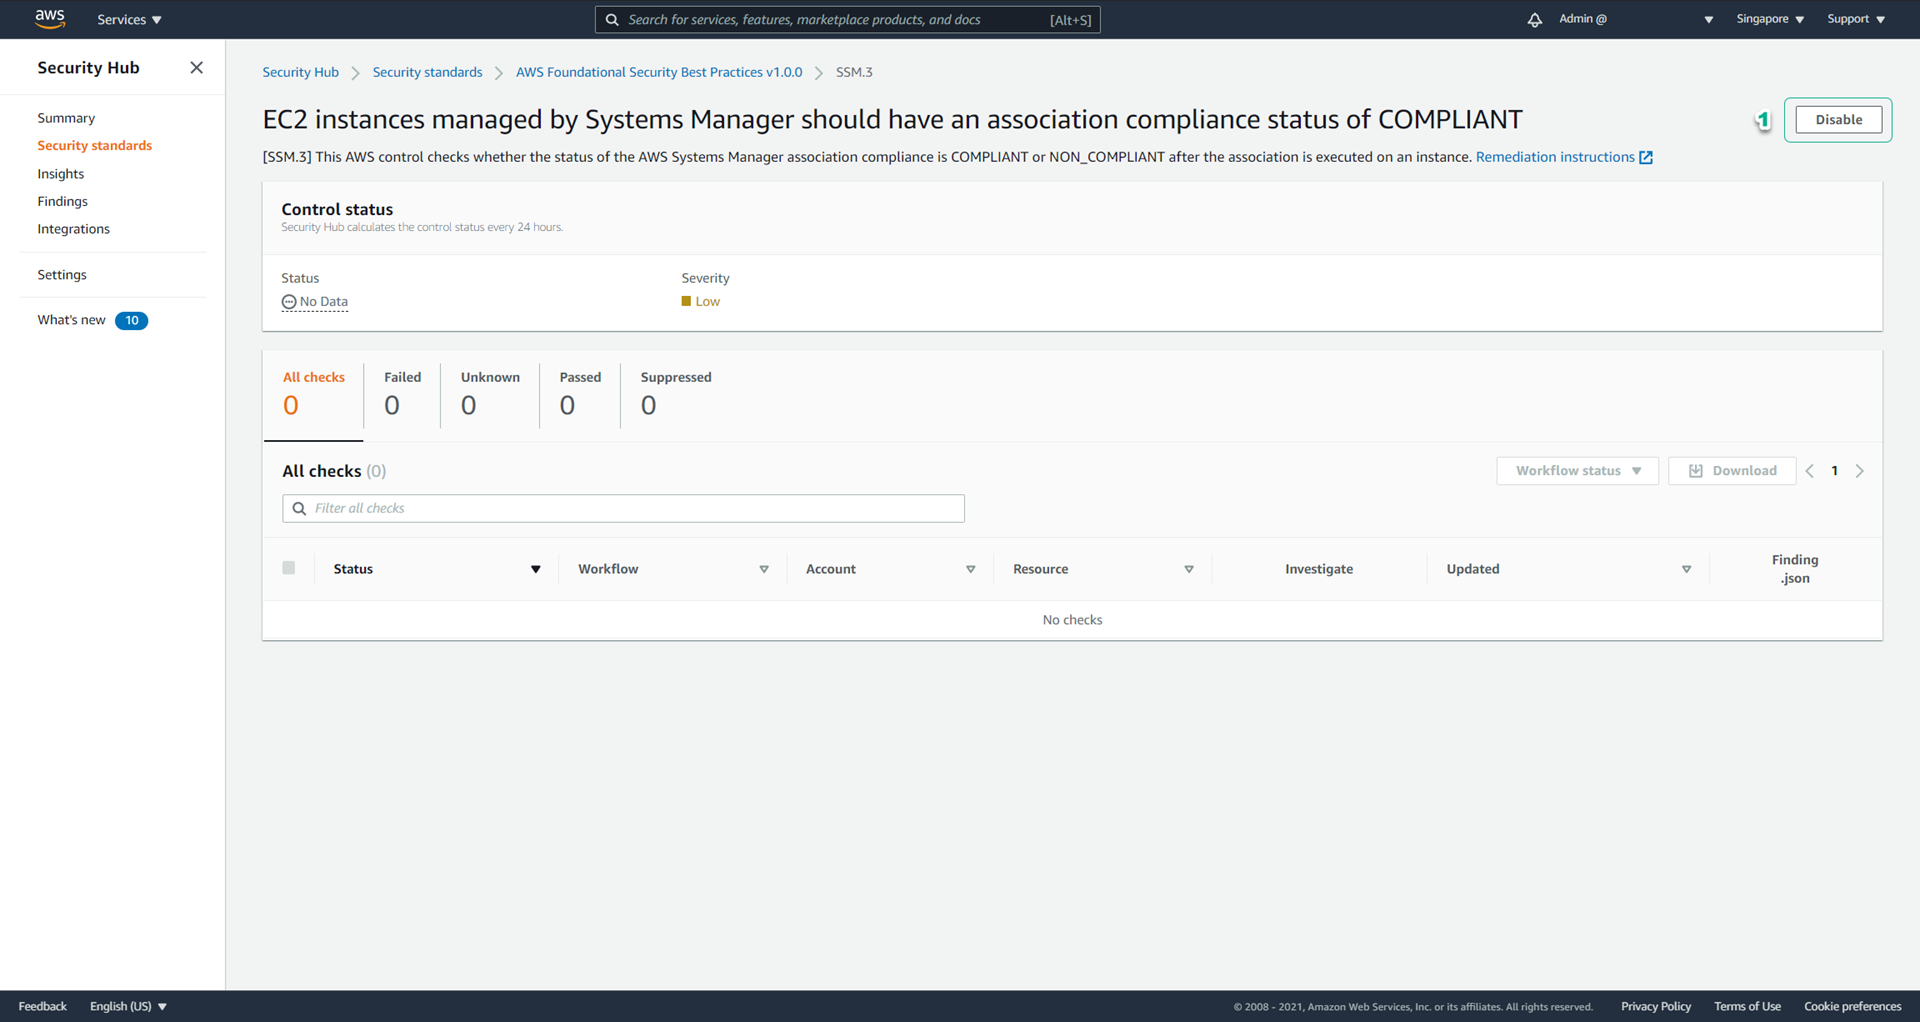 aws
Services ▼
Search for services, features, marketplace products, and docs
[Alt+S]
Admin @
Singapore ▼
Support ▼
Security Hub
Summary
Security standards
Insights
Findings
Integrations
Settings
What's new 10
Security Hub > Security standards > AWS Foundational Security Best Practices v1.0.0 > SSM.3
EC2 instances managed by Systems Manager should have an association compliance status of COMPLIANT
1
Disable
[SSM.3] This AWS control checks whether the status of the AWS Systems Manager association compliance is COMPLIANT or NON_COMPLIANT after the association is executed on an instance. Remediation instructions
Control status
Security Hub calculates the control status every 24 hours.
Status
No Data
Severity
Low
All checks
0
Failed
0
Unknown
0
Passed
0
Suppressed
0
All checks (0)
Workflow status ▼
Download
< 1 >
Filter all checks
Status
Workflow
Account
Resource
Investigate
Updated
Finding
.json
No checks
Feedback
English (US) ▼
© 2008 - 2021, Amazon Web Services, Inc. or its affiliates. All rights reserved.
Privacy Policy
Terms of Use
Cookie preferences